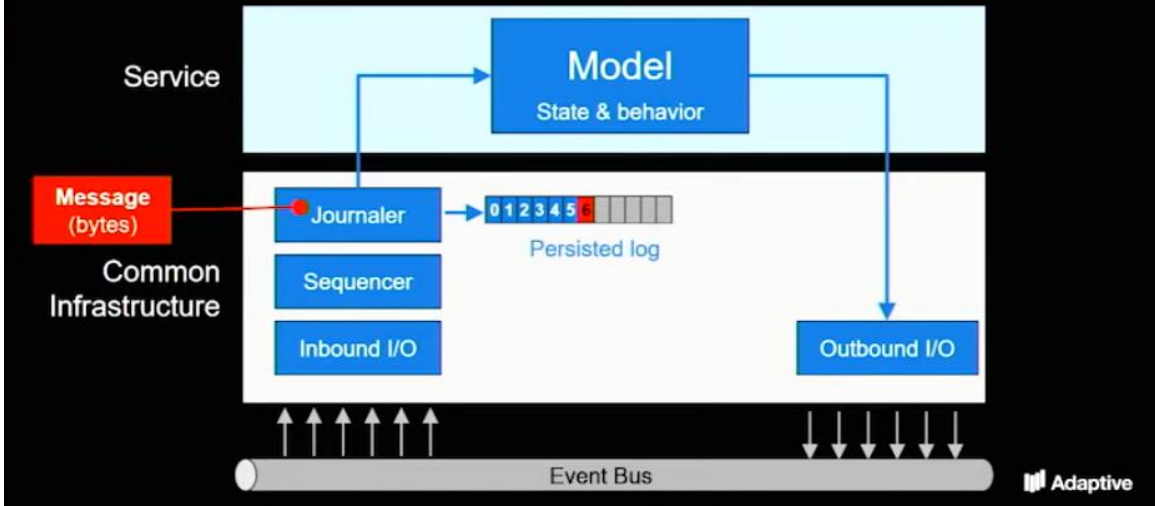 Service
Model
State & behavior
Message
(bytes)
Journaler
0 1 2 3 4 5 6
Persisted log
Common
Infrastructure
Sequencer
Inbound I/O
Outbound I/O
Event Bus
Adaptive